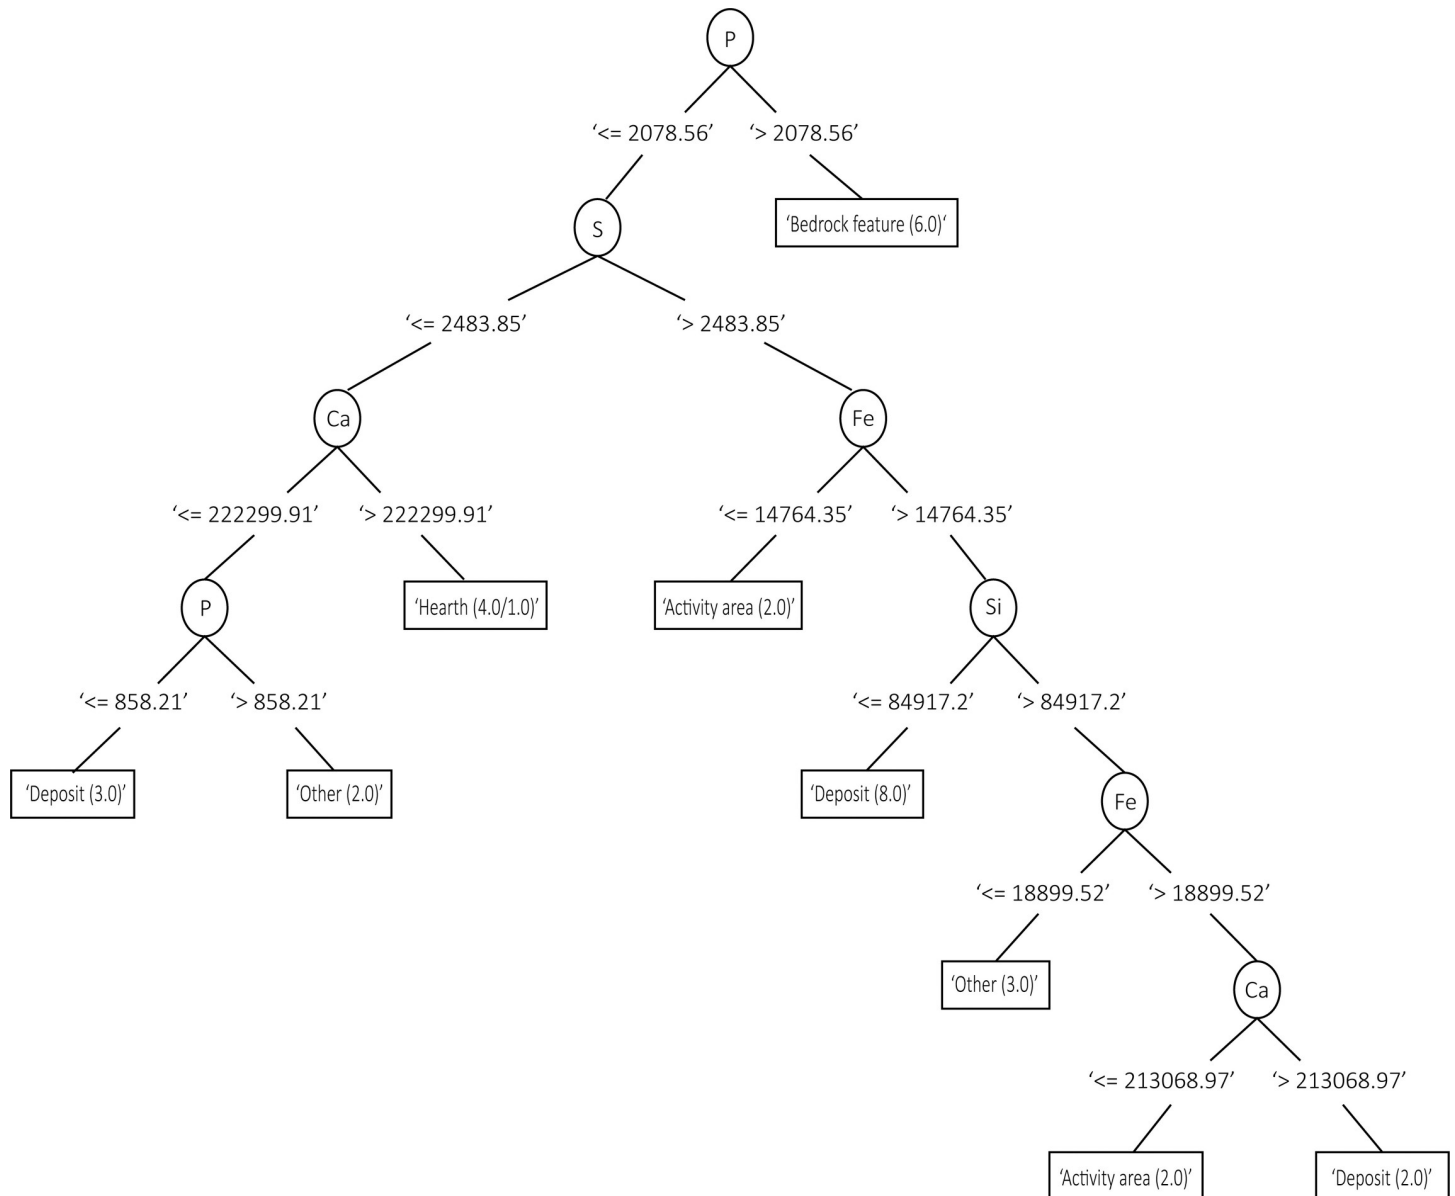 P
‘<= 2078.56’ ‘> 2078.56’
S ‘Bedrock feature (6.0)‘
‘<= 2483.85’ ‘> 2483.85’
Ca Fe
‘<= 222299.91’ ‘> 222299.91’ ‘<= 14764.35’ ‘> 14764.35’
P ‘Hearth (4.0/1.0)’ ‘Activity area (2.0)’ Si
‘<= 858.21’ ‘> 858.21’ ‘<= 84917.2’ ‘> 84917.2’
‘Deposit (3.0)’ ‘Other (2.0)’ ‘Deposit (8.0)’ Fe
‘<= 18899.52’ ‘> 18899.52’
‘Other (3.0)’ Ca
‘<= 213068.97’ ‘> 213068.97’
‘Activity area (2.0)’ ‘Deposit (2.0)’